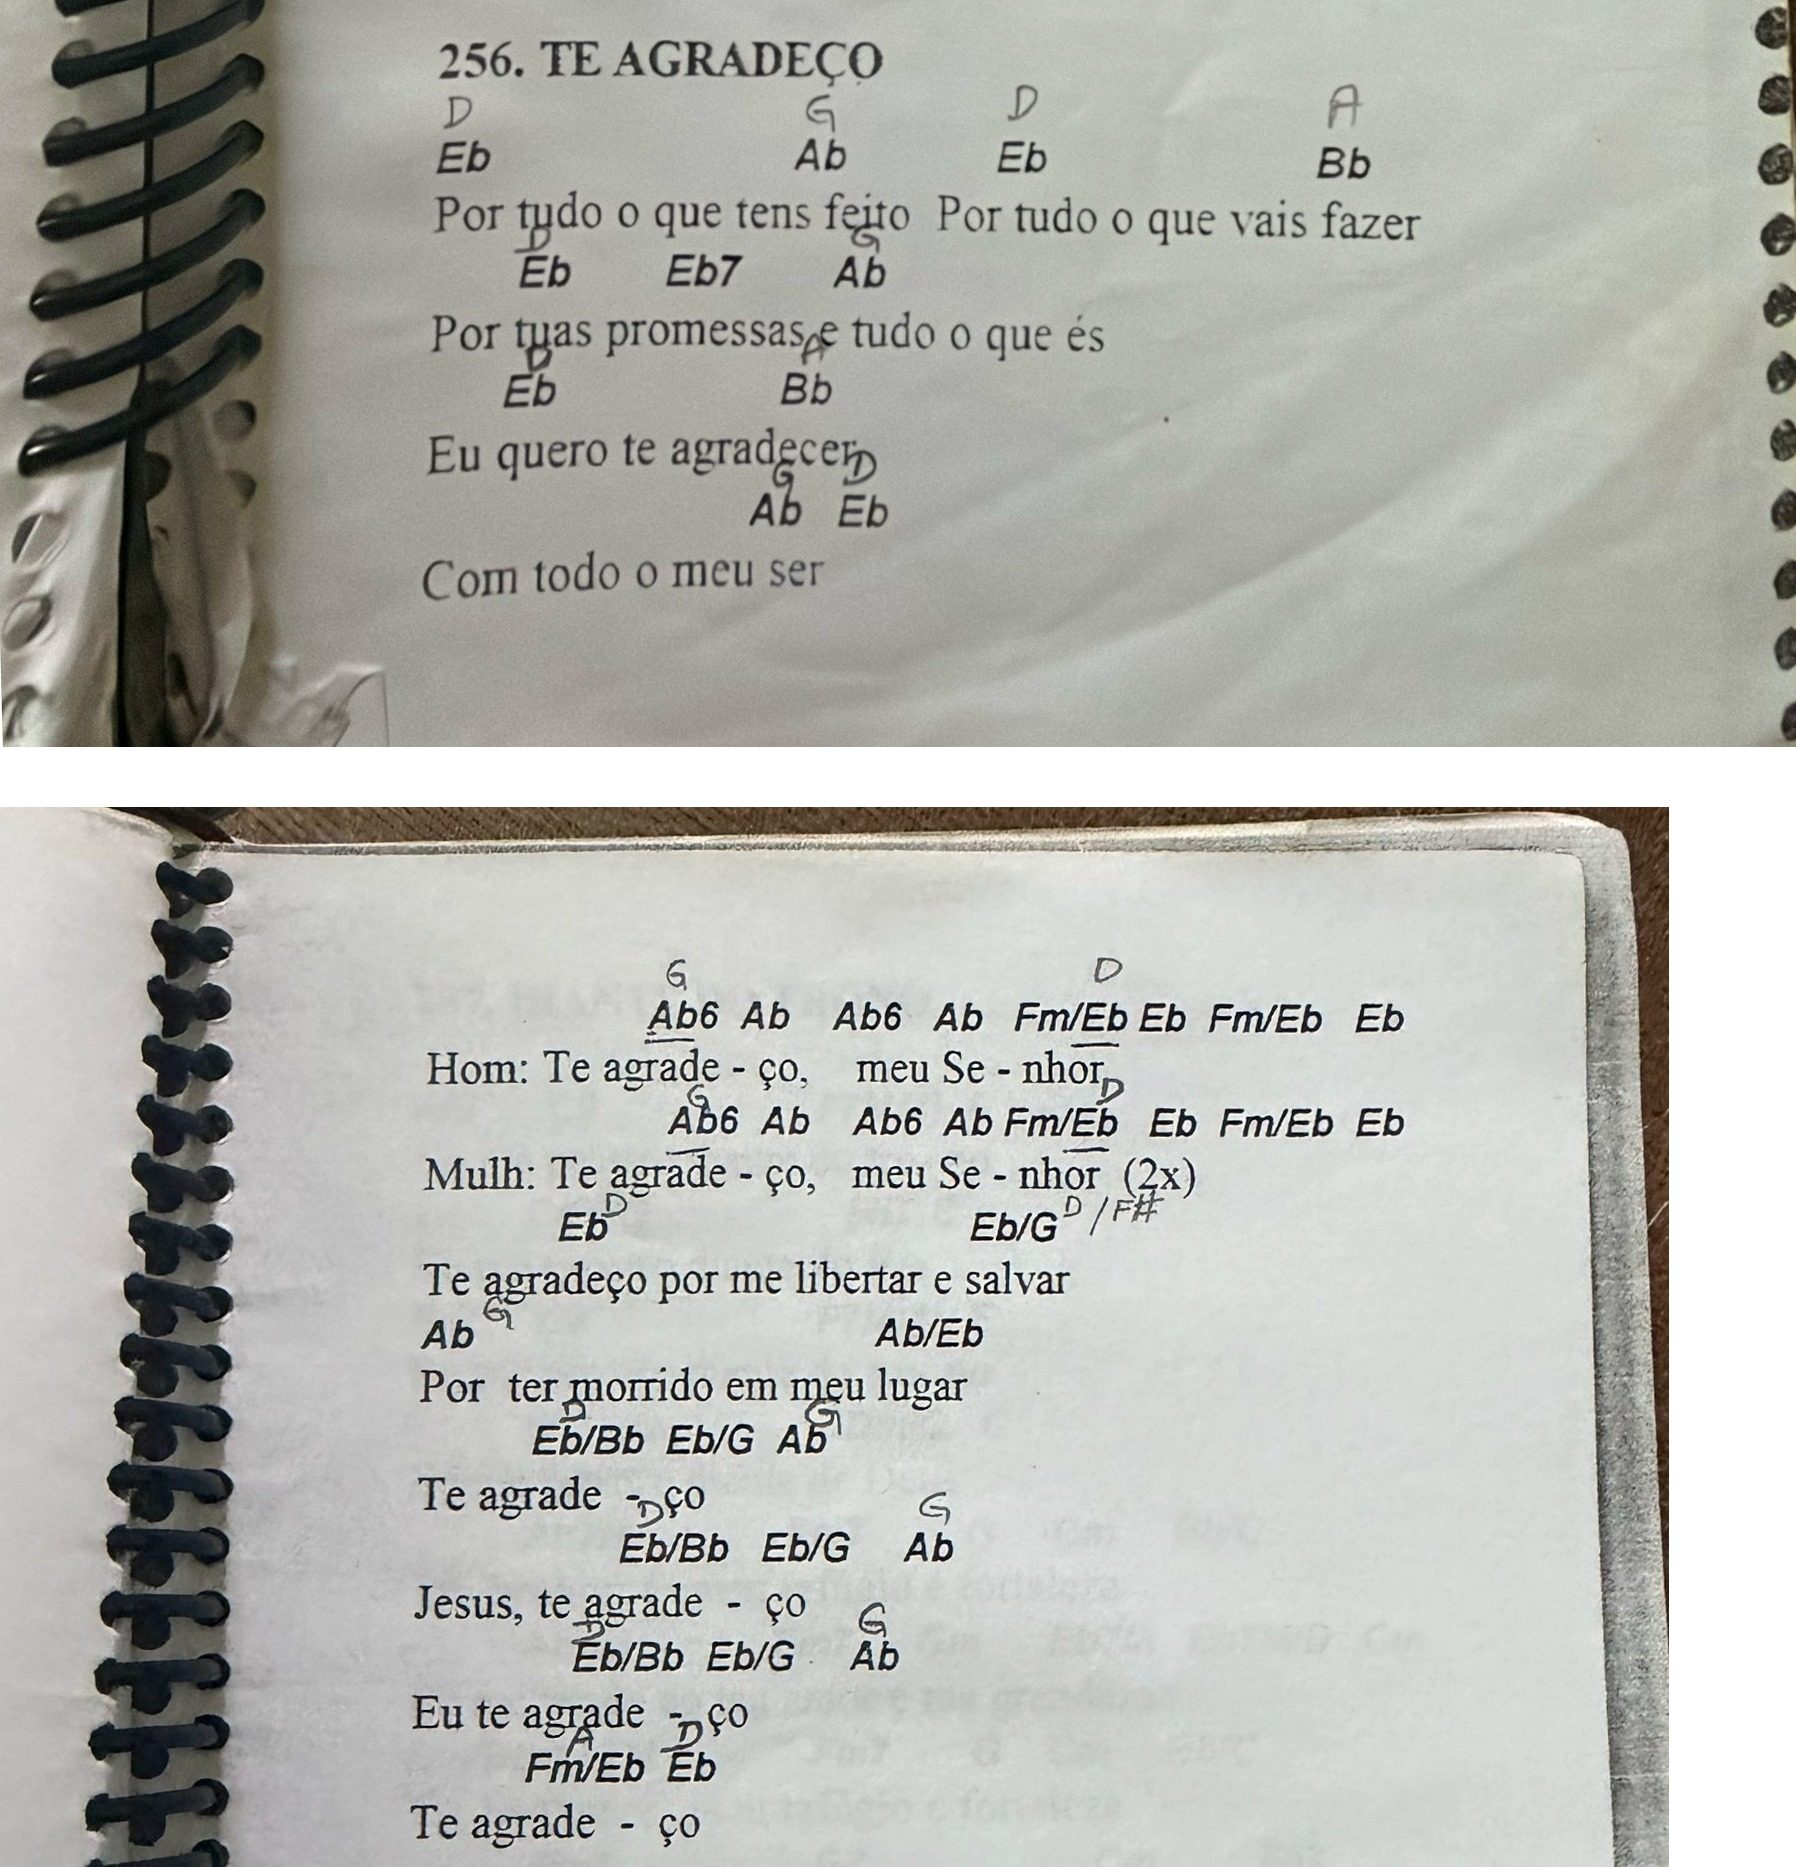 256. TE AGRADEÇO
D G D A
Eb Ab Eb Bb
Por tudo o que tens feito Por tudo o que vais fazer
D G
Eb Eb7 Ab
Por tuas promessas e tudo o que és
D A
Eb Bb
Eu quero te agradecer
G D
Ab Eb
Com todo o meu ser
G D
Ab6 Ab Ab6 Ab Fm/Eb Eb Fm/Eb Eb
Hom: Te agrade - ço, meu Se - nhor
G D
Ab6 Ab Ab6 Ab Fm/Eb Eb Fm/Eb Eb
Mulh: Te agrade - ço, meu Se - nhor (2x)
D D/F#
Eb Eb/G
Te agradeço por me libertar e salvar
G
Ab Ab/Eb
Por ter morrido em meu lugar
D G
Eb/Bb Eb/G Ab
Te agrade - ço
D G
Eb/Bb Eb/G Ab
Jesus, te agrade - ço
D G
Eb/Bb Eb/G Ab
Eu te agrade - ço
A D
Fm/Eb Eb
Te agrade - ço